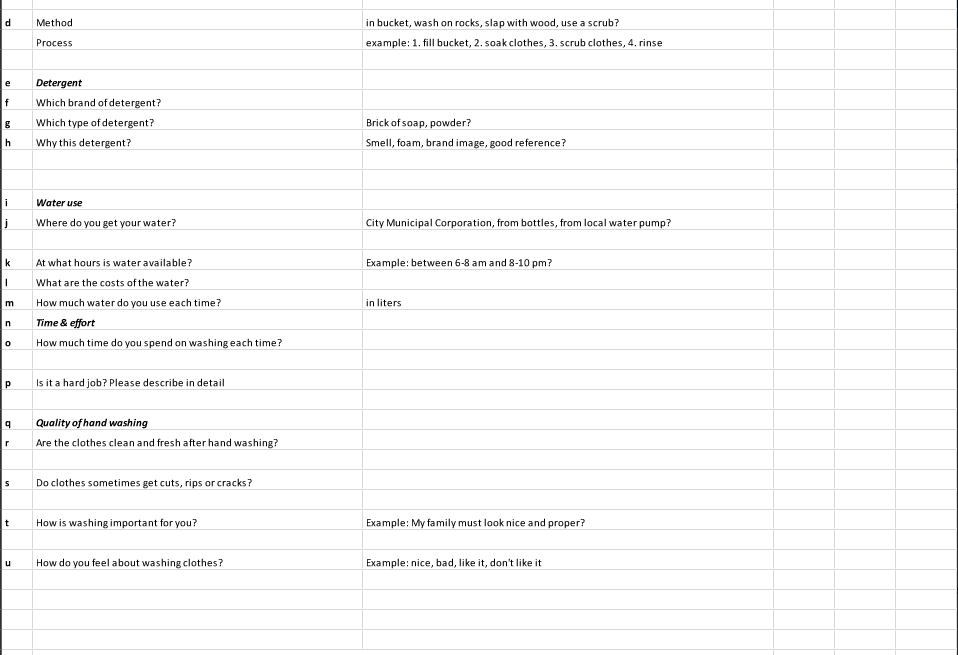 d Method in bucket, wash on rocks, slap with wood, use a scrub?
Process example: 1. fill bucket, 2. soak clothes, 3. scrub clothes, 4. rinse
e Detergent
f Which brand of detergent?
g Which type of detergent? Brick of soap, powder?
h Why this detergent? Smell, foam, brand image, good reference?
i Water use
j Where do you get your water? City Municipal Corporation, from bottles, from local water pump?
k At what hours is water available? Example: between 6-8 am and 8-10 pm?
l What are the costs of the water?
m How much water do you use each time? in liters
n Time & effort
o How much time do you spend on washing each time?
p Is it a hard job? Please describe in detail
q Quality of hand washing
r Are the clothes clean and fresh after hand washing?
s Do clothes sometimes get cuts, rips or cracks?
t How is washing important for you? Example: My family must look nice and proper?
u How do you feel about washing clothes? Example: nice, bad, like it, don't like it